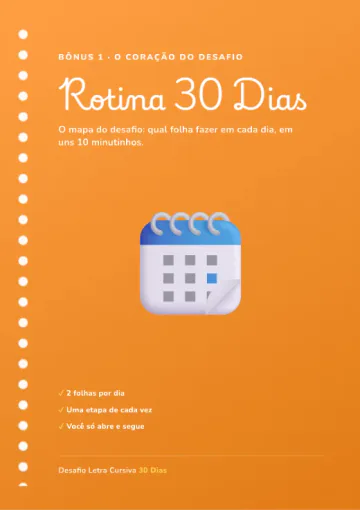 BÔNUS 1 · O CORAÇÃO DO DESAFIO
Rotina 30 Dias
O mapa do desafio: qual folha fazer em cada dia, em
uns 10 minutinhos.
✓ 2 folhas por dia
✓ Uma etapa de cada vez
✓ Você só abre e segue
Desafio Letra Cursiva 30 Dias